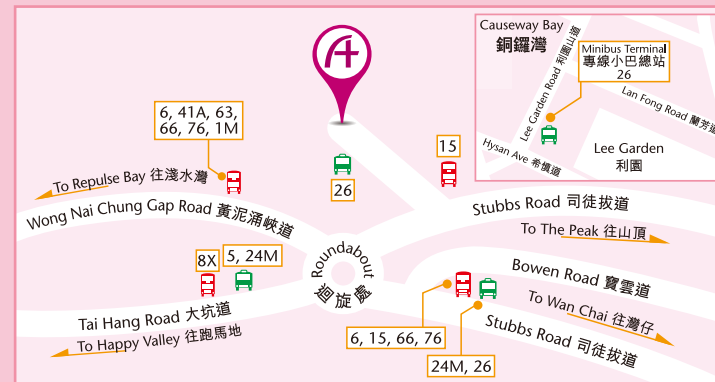 Causeway Bay
銅鑼灣
Minibus Terminal
專線小巴總站
26
Lee Garden Road 利園山道
Lan Fong Road 蘭芳道
Hysan Ave 希慎道
Lee Garden
利園
6, 41A, 63,
66, 76, 1M
15
26
To Repulse Bay 往淺水灣
Wong Nai Chung Gap Road 黃泥涌峽道
Stubbs Road 司徒拔道
To The Peak 往山頂
Roundabout
迴旋處
8X
5, 24M
Bowen Road 寶雲道
Tai Hang Road 大坑道
To Happy Valley 往跑馬地
To Wan Chai 往灣仔
Stubbs Road 司徒拔道
6, 15, 66, 76
24M, 26